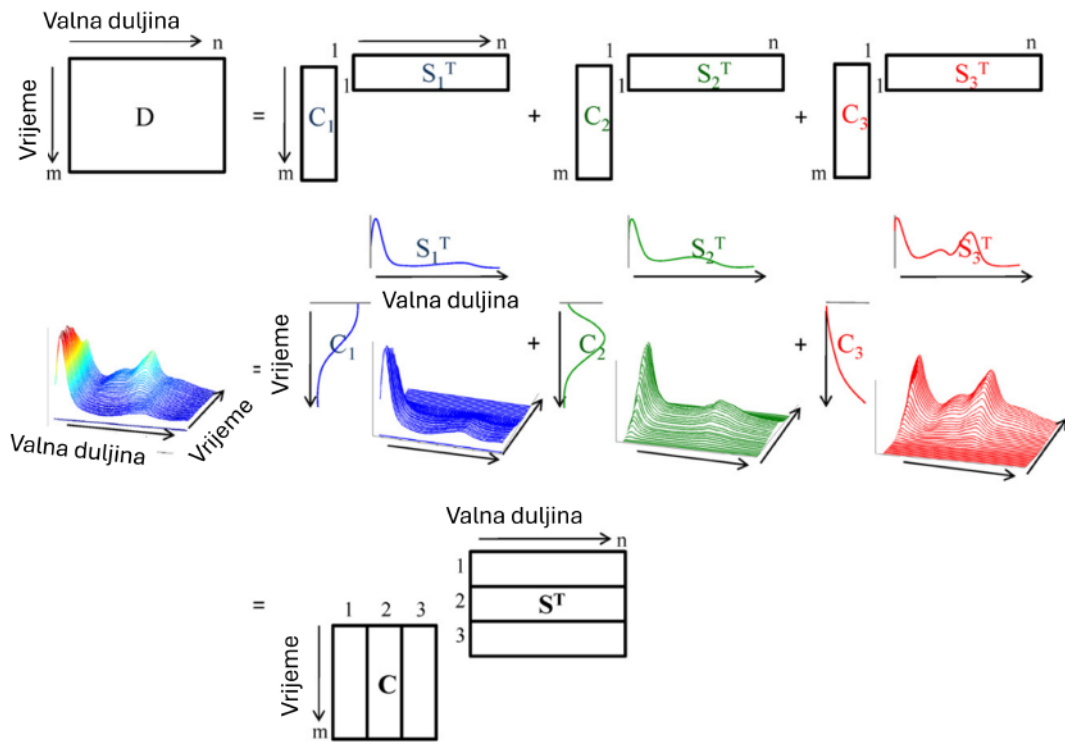 Valna duljina
n
Vrijeme
m
D
=
1
m
C₁
n
1
S₁ᵀ
+
1
m
C₂
n
1
S₂ᵀ
+
1
m
C₃
n
1
S₃ᵀ
S₁ᵀ
S₂ᵀ
S₃ᵀ
Valna duljina
Valna duljina
Vrijeme
=
Vrijeme
C₁
+
C₂
+
C₃
Valna duljina
n
=
1
2
3
Sᵀ
1 2 3
Vrijeme
m
C